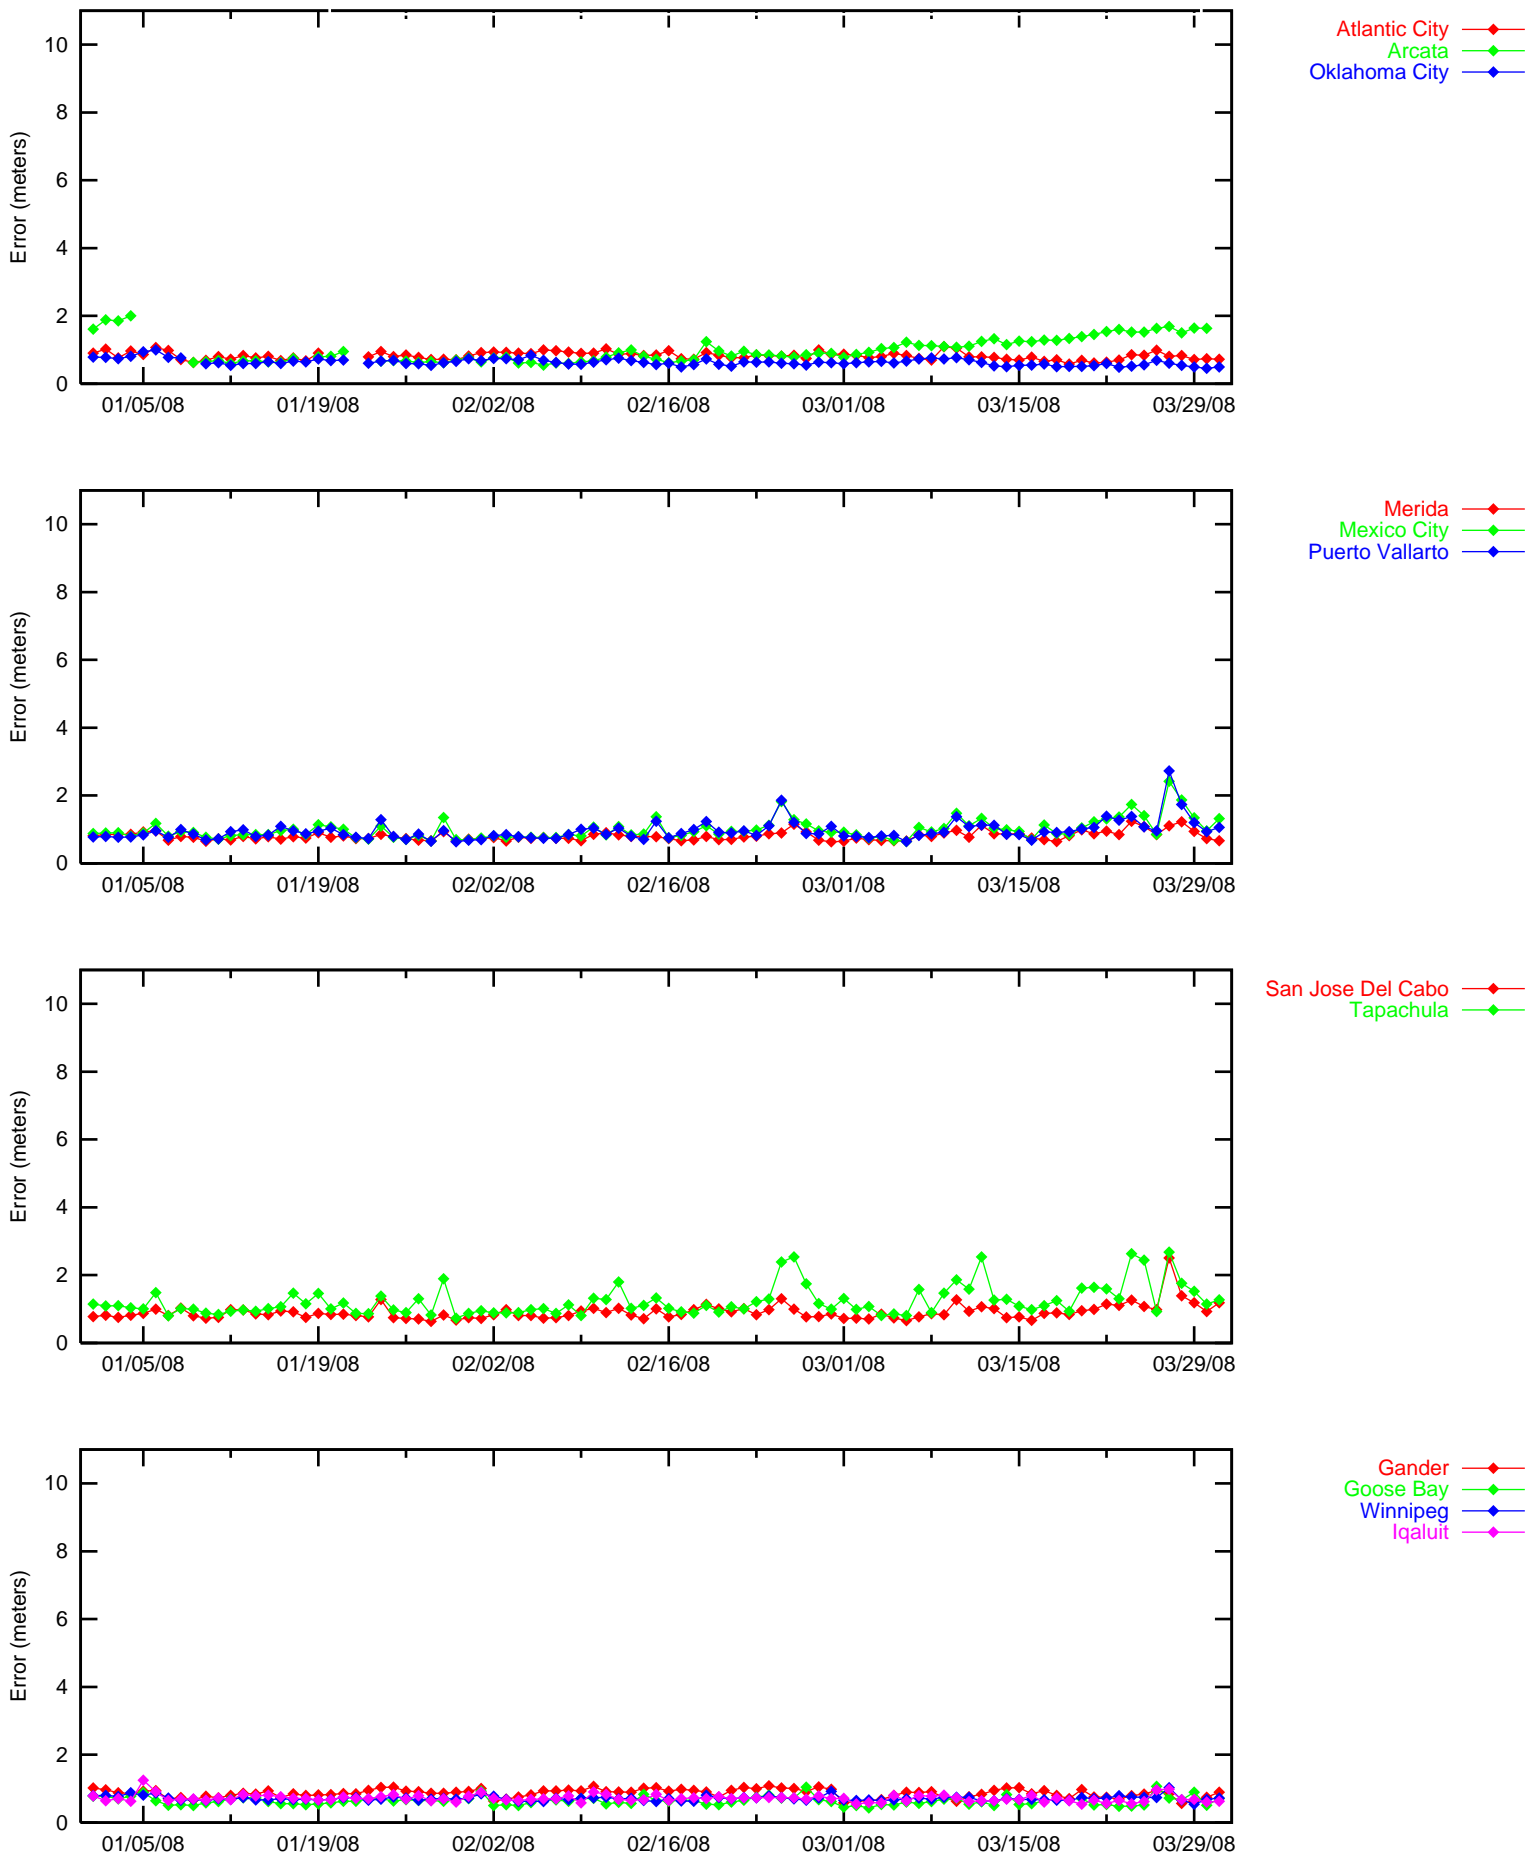 Atlantic City
Arcata
Oklahoma City
Error (meters)
10
8
6
4
2
0
01/05/08 01/19/08 02/02/08 02/16/08 03/01/08 03/15/08 03/29/08
Merida
Mexico City
Puerto Vallarto
Error (meters)
10
8
6
4
2
0
01/05/08 01/19/08 02/02/08 02/16/08 03/01/08 03/15/08 03/29/08
San Jose Del Cabo
Tapachula
Error (meters)
10
8
6
4
2
0
01/05/08 01/19/08 02/02/08 02/16/08 03/01/08 03/15/08 03/29/08
Gander
Goose Bay
Winnipeg
Iqaluit
Error (meters)
10
8
6
4
2
0
01/05/08 01/19/08 02/02/08 02/16/08 03/01/08 03/15/08 03/29/08